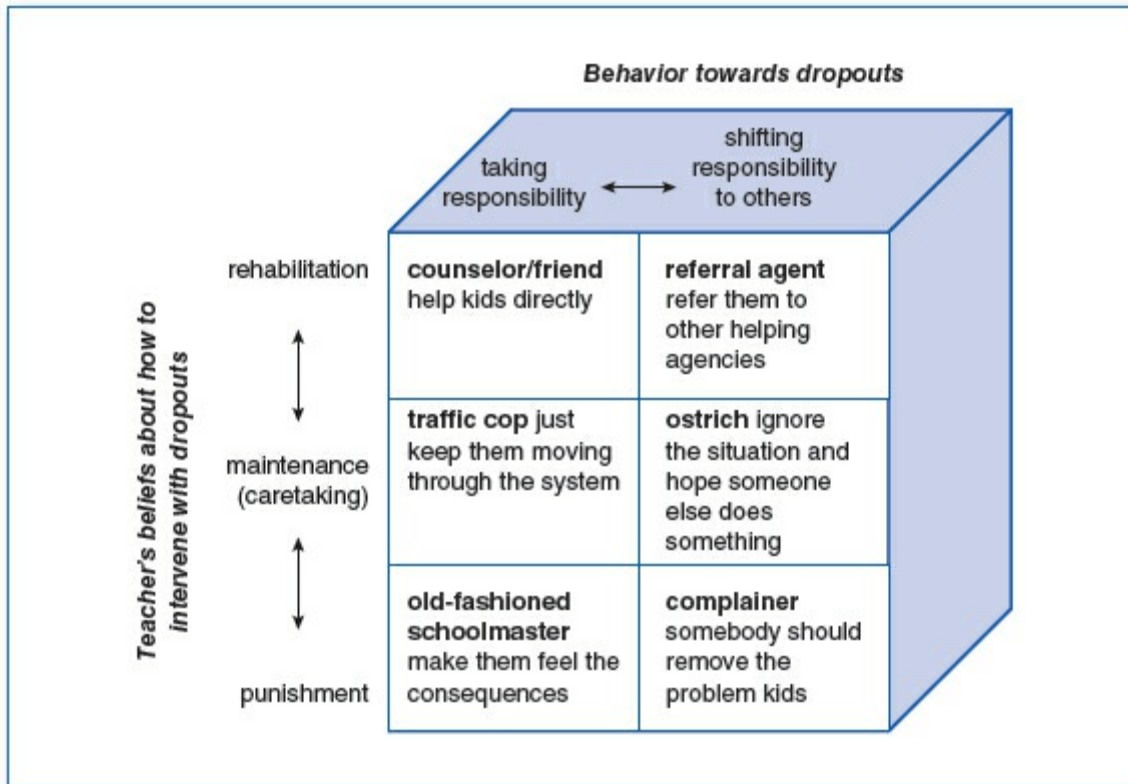 Behavior towards dropouts
taking
responsibility
shifting
responsibility
to others
Teacher's beliefs about how to
intervene with dropouts
rehabilitation
counselor/friend
help kids directly
referral agent
refer them to
other helping
agencies
maintenance
(caretaking)
traffic cop just
keep them moving
through the system
ostrich ignore
the situation and
hope someone
else does
something
punishment
old-fashioned
schoolmaster
make them feel the
consequences
complainer
somebody should
remove the
problem kids